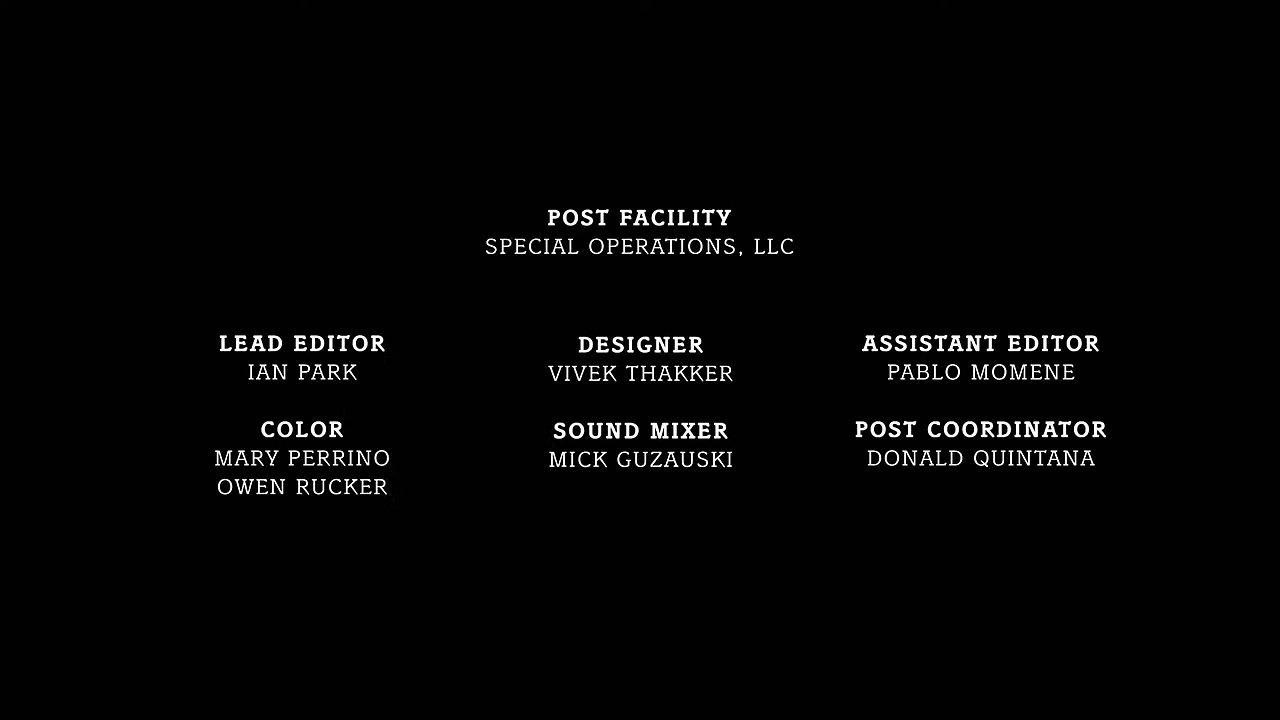 POST FACILITY
SPECIAL OPERATIONS, LLC
LEAD EDITOR
IAN PARK
DESIGNER
VIVEK THAKKER
ASSISTANT EDITOR
PABLO MOMENE
COLOR
MARY PERRINO
OWEN RUCKER
SOUND MIXER
MICK GUZAUSKI
POST COORDINATOR
DONALD QUINTANA